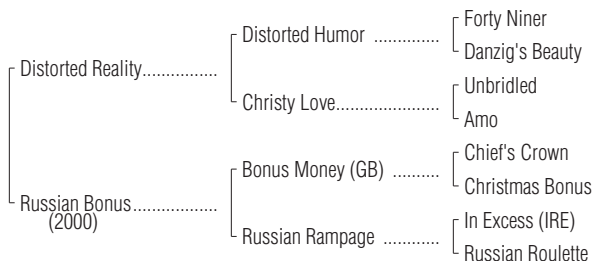 Forty Niner
Distorted Humor ..............
Danzig's Beauty
Distorted Reality................
Unbridled
Christy Love......................
Amo
Chief's Crown
Bonus Money (GB) ..........
Christmas Bonus
Russian Bonus..................
(2000)
In Excess (IRE)
Russian Rampage ............
Russian Roulette